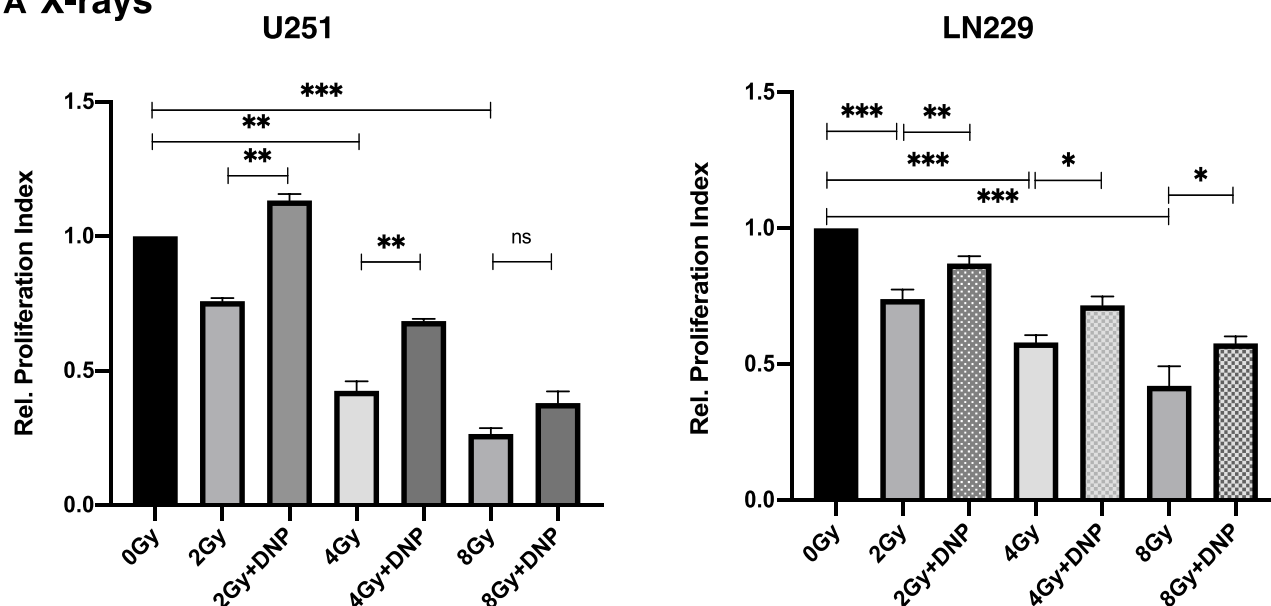 A X-rays
U251
Rel. Proliferation Index
1.5
1.0
0.5
0.0
***
**
**
**
ns
0Gy
2Gy
2Gy+DNP
4Gy
4Gy+DNP
8Gy
8Gy+DNP
LN229
Rel. Proliferation Index
1.5
1.0
0.5
0.0
***
**
***
*
***
*
0Gy
2Gy
2Gy+DNP
4Gy
4Gy+DNP
8Gy
8Gy+DNP